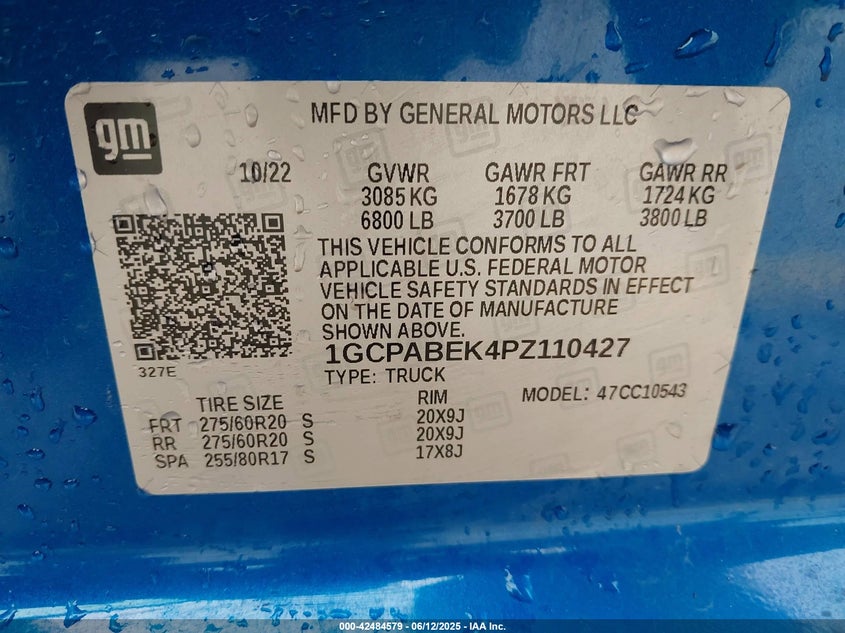 gm
MFD BY GENERAL MOTORS LLC
10/22 GVWR GAWR FRT GAWR RR
3085 KG 1678 KG 1724 KG
6800 LB 3700 LB 3800 LB
THIS VEHICLE CONFORMS TO ALL
APPLICABLE U.S. FEDERAL MOTOR
VEHICLE SAFETY STANDARDS IN EFFECT
ON THE DATE OF MANUFACTURE
SHOWN ABOVE.
327E
1GCPABEK4PZ110427
TYPE: TRUCK MODEL: 47CC10543
TIRE SIZE RIM
FRT 275/60R20 S 20X9J
RR 275/60R20 S 20X9J
SPA 255/80R17 S 17X8J
000-42484579 - 06/12/2025 - IAA Inc.